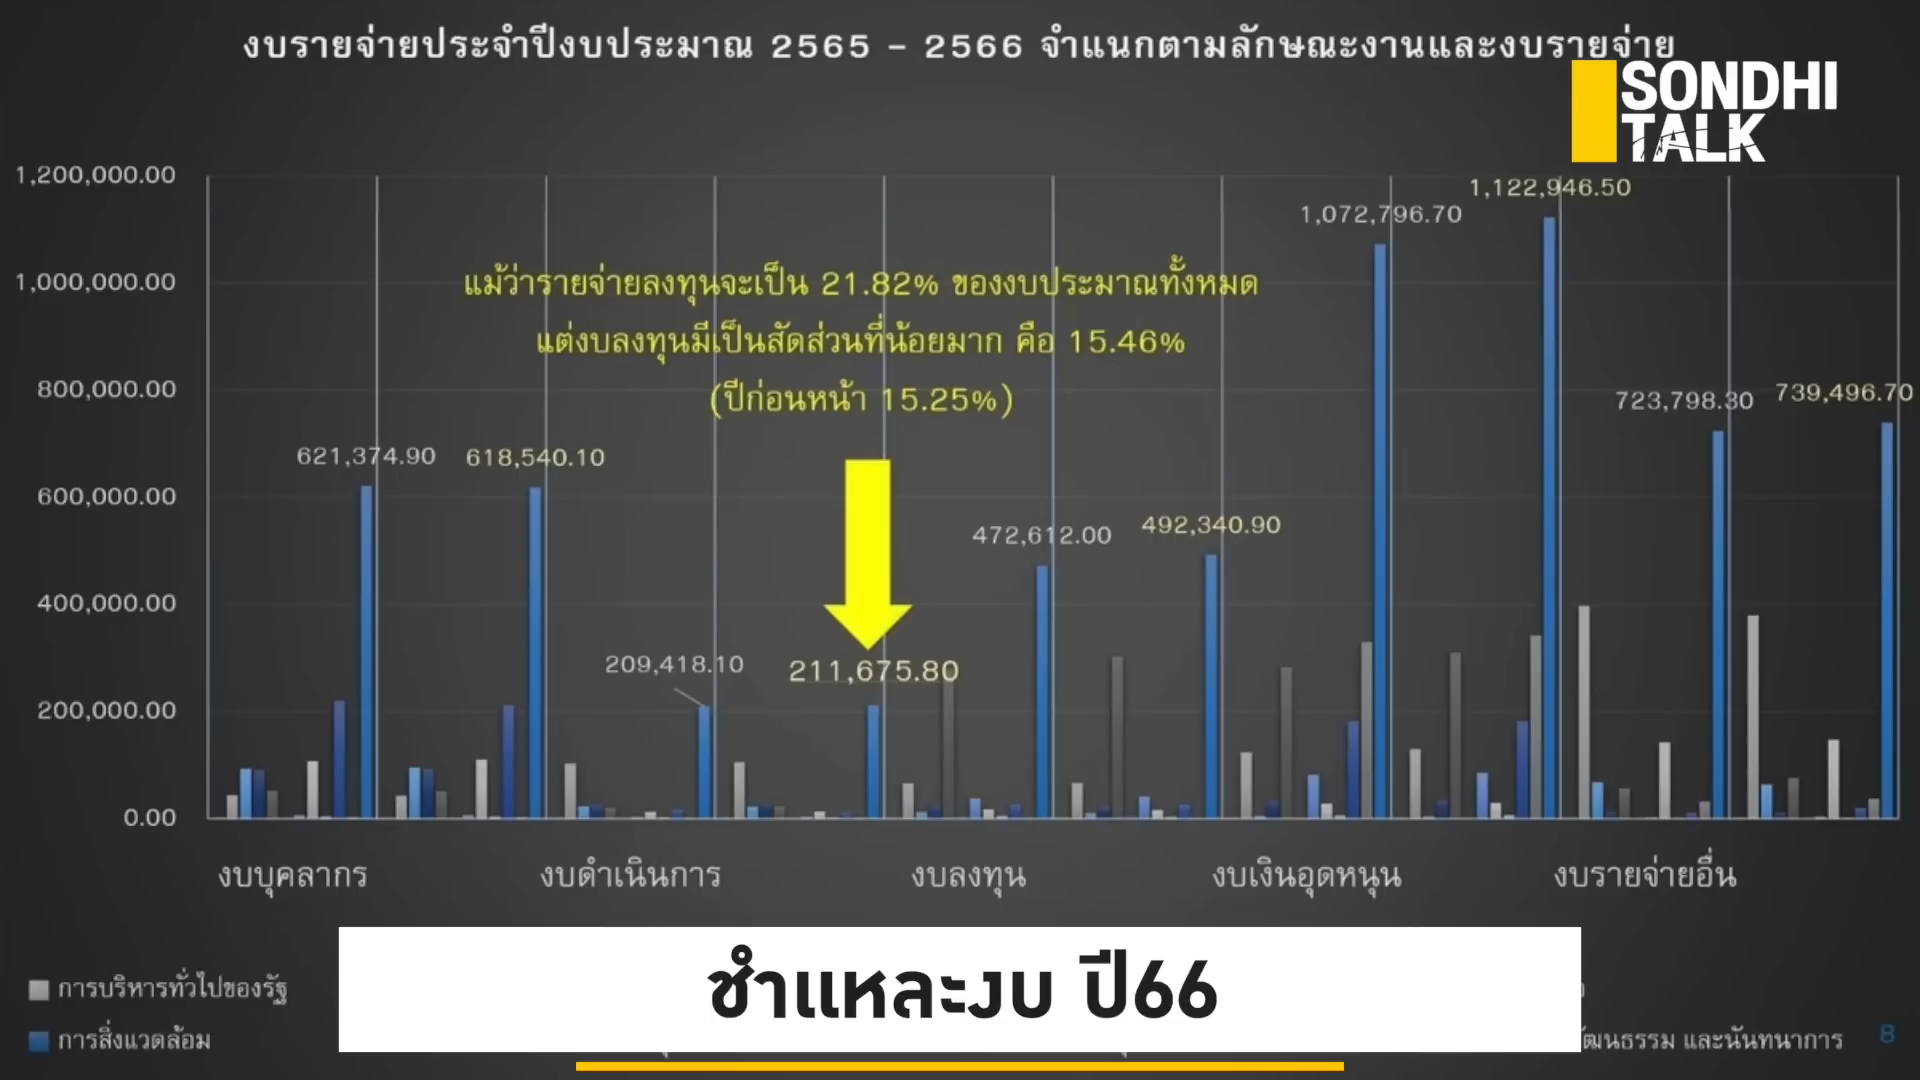 งบรายจ่ายประจำปีงบประมาณ 2565 – 2566 จำแนกตามลักษณะงานและงบรายจ่าย
SONDHI
TALK
1,200,000.00
1,000,000.00
800,000.00
600,000.00
400,000.00
200,000.00
0.00
แม้ว่ารายจ่ายลงทุนจะเป็น 21.82% ของงบประมาณทั้งหมด
แต่งบลงทุนมีเป็นสัดส่วนที่น้อยมาก คือ 15.46%
(ปีก่อนหน้า 15.25%)
621,374.90
618,540.10
209,418.10
211,675.80
472,612.00
492,340.90
1,072,796.70
1,122,946.50
723,798.30
739,496.70
งบบุคลากร
งบดำเนินการ
งบลงทุน
งบเงินอุดหนุน
งบรายจ่ายอื่น
การบริหารทั่วไปของรัฐ
การสิ่งแวดล้อม
ชำแหละงบ ปี66
และนันทนาการ
8